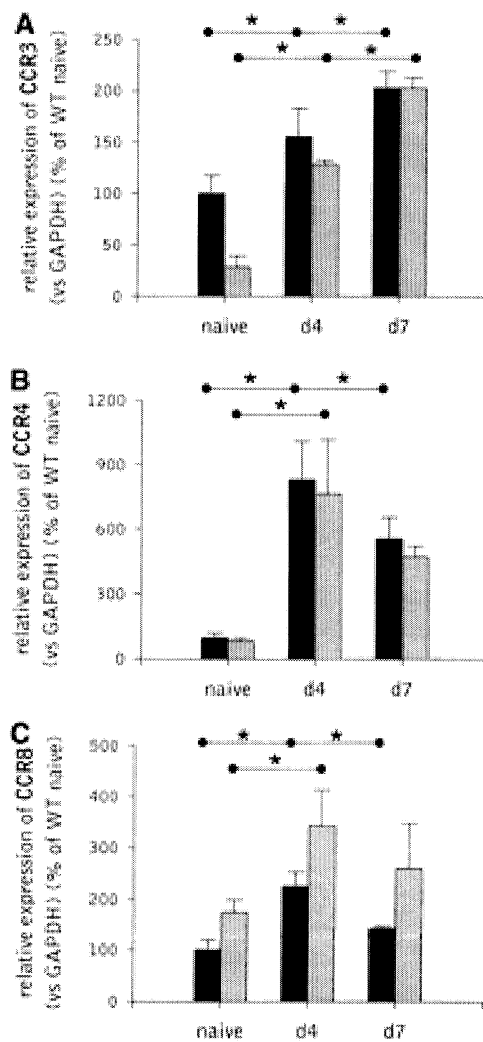 A
relative expression of CCR3
(vs GAPDH) (% of WT naive)
250
200
150
100
50
0
* *
* *
naive d4 d7
B
relative expression of CCR4
(vs GAPDH) (% of WT naive)
1200
900
600
300
0
* *
*
naive d4 d7
C
relative expression of CCR8
(vs GAPDH) (% of WT naive)
500
400
300
200
100
0
* *
*
naive d4 d7